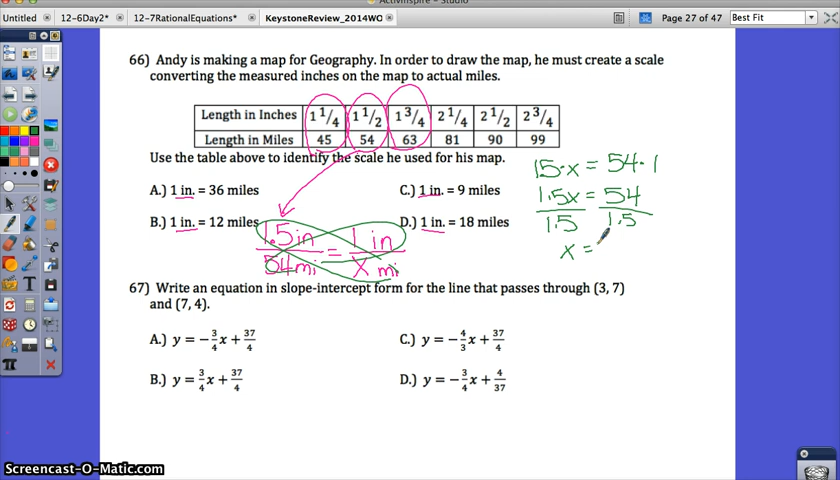 ActivInspire - Studio
Untitled
12-6Day2*
12-7RationalEquations*
KeystoneReview_2014WO
Page 27 of 47
Best Fit
66) Andy is making a map for Geography. In order to draw the map, he must create a scale
converting the measured inches on the map to actual miles.
Length in Inches 1 1/4 1 1/2 1 3/4 2 1/4 2 1/2 2 3/4
Length in Miles 45 54 63 81 90 99
Use the table above to identify the scale he used for his map.
A.) 1 in. = 36 miles
C.) 1 in. = 9 miles
B.) 1 in. = 12 miles
D.) 1 in. = 18 miles
1.5in/54mi = 1 in/X mi
1.5·x = 54·1
1.5x = 54
1.5 1.5
x =
67) Write an equation in slope-intercept form for the line that passes through (3, 7)
and (7, 4).
A.) y = −3/4x + 37/4
C.) y = −4/3x + 37/4
B.) y = 3/4x + 37/4
D.) y = −3/4x + 4/37
Screencast-O-Matic.com